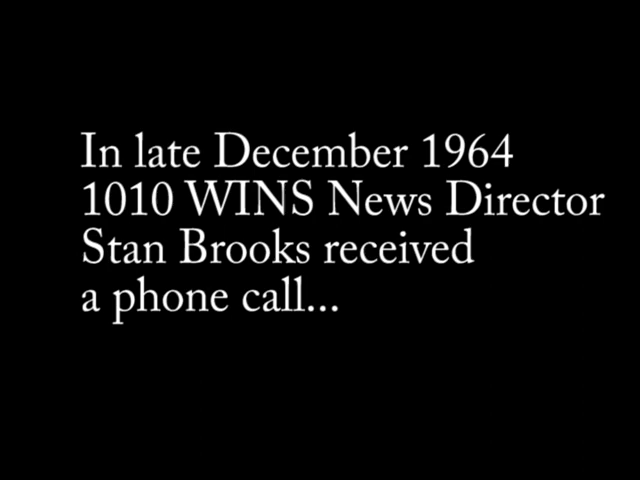 In late December 1964
1010 WINS News Director
Stan Brooks received
a phone call...